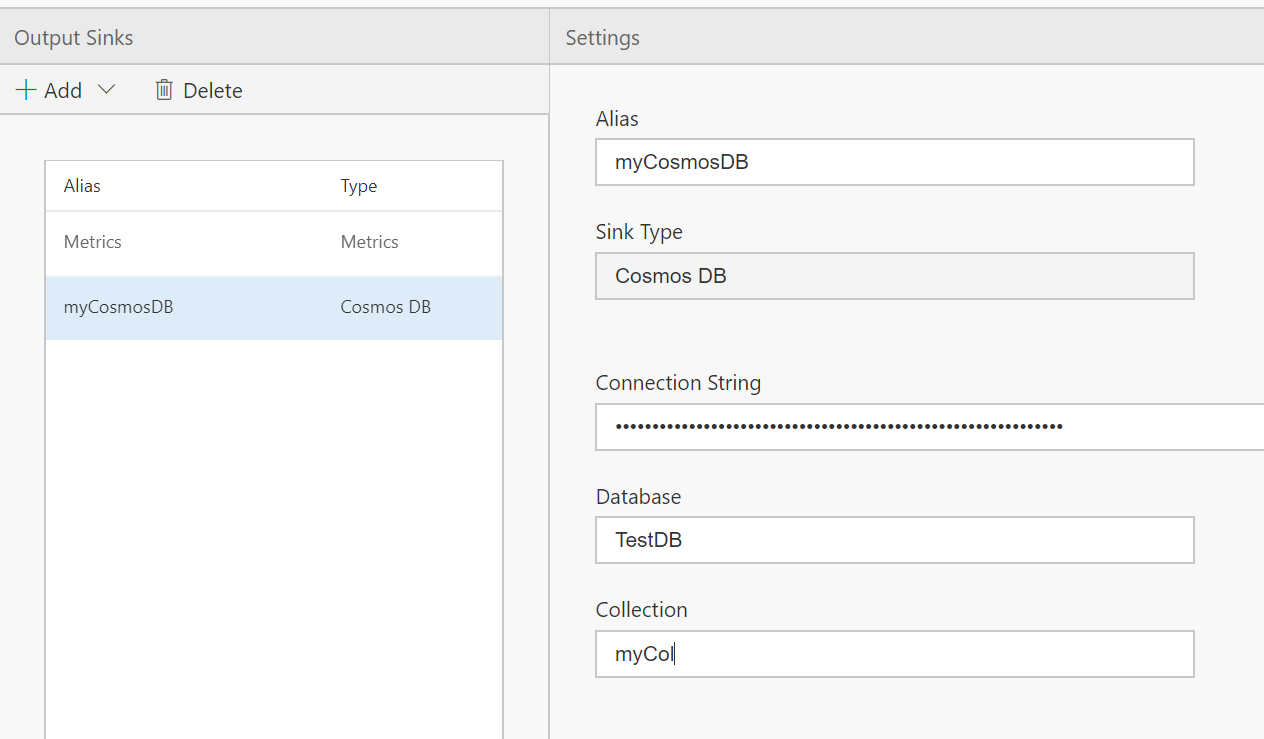 Output Sinks
Settings
Add
Delete
Alias
Type
Metrics
Metrics
myCosmosDB
Cosmos DB
Alias
myCosmosDB
Sink Type
Cosmos DB
Connection String
•••••••••••••••••••••••••••••••••••••••••••••••••••••••••••••
Database
TestDB
Collection
myCol